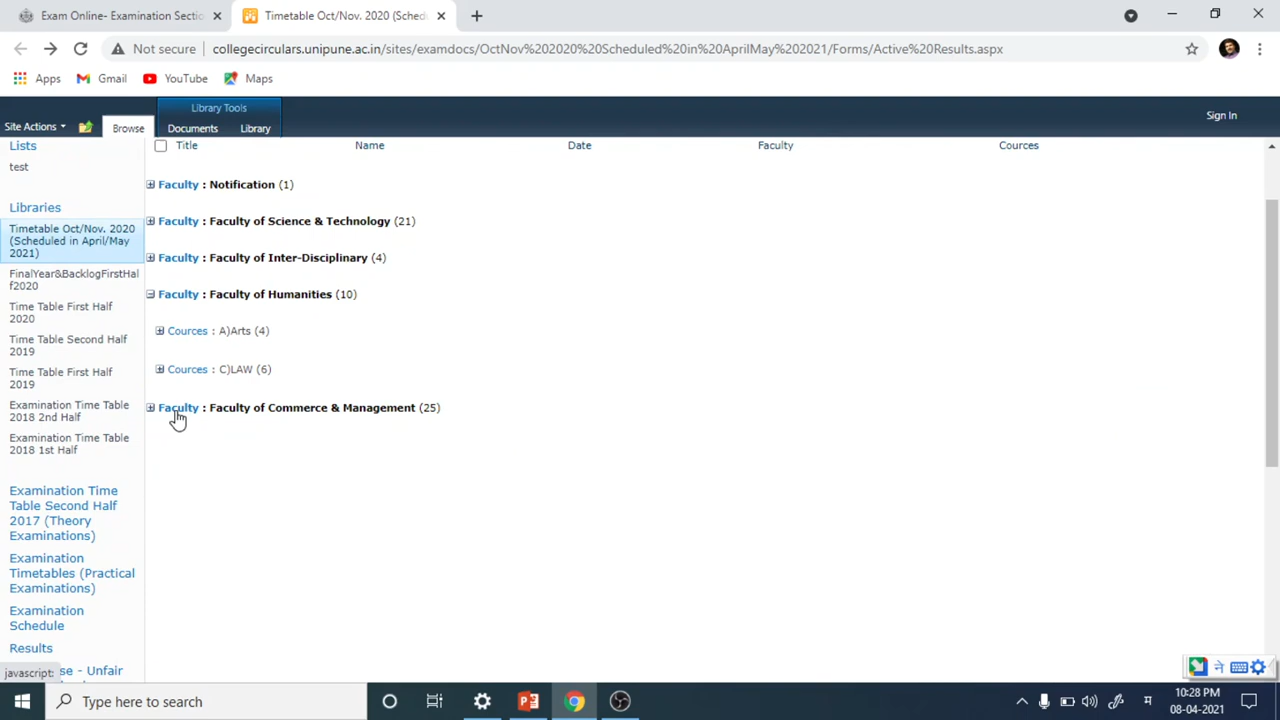 Exam Online- Examination Sectio
Timetable Oct/Nov. 2020 (Sched
Not secure
collegecirculars.unipune.ac.in/sites/examdocs/OctNov%202020%20Scheduled%20in%20AprilMay%202021/Forms/Active%20Results.aspx
Apps
Gmail
YouTube
Maps
Library Tools
Site Actions
Browse
Documents
Library
Sign In
Lists
test
Libraries
Timetable Oct/Nov. 2020
(Scheduled in April/May
2021)
FinalYear&BacklogFirstHal
f2020
Time Table First Half
2020
Time Table Second Half
2019
Time Table First Half
2019
Examination Time Table
2018 2nd Half
Examination Time Table
2018 1st Half
Examination Time
Table Second Half
2017 (Theory
Examinations)
Examination
Timetables (Practical
Examinations)
Examination
Schedule
Results
se - Unfair
javascript:
Title Name Date Faculty Cources
Faculty : Notification (1)
Faculty : Faculty of Science & Technology (21)
Faculty : Faculty of Inter-Disciplinary (4)
Faculty : Faculty of Humanities (10)
Cources : A)Arts (4)
Cources : C)LAW (6)
Faculty : Faculty of Commerce & Management (25)
ने
Type here to search
10:28 PM
08-04-2021